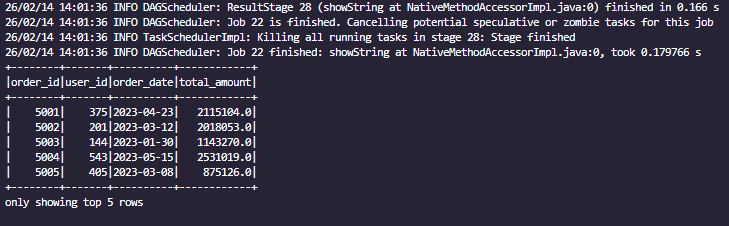 26/02/14 14:01:36 INFO DAGScheduler: ResultStage 28 (showString at NativeMethodAccessorImpl.java:0) finished in 0.166 s
26/02/14 14:01:36 INFO DAGScheduler: Job 22 is finished. Cancelling potential speculative or zombie tasks for this job
26/02/14 14:01:36 INFO TaskSchedulerImpl: Killing all running tasks in stage 28: Stage finished
26/02/14 14:01:36 INFO DAGScheduler: Job 22 finished: showString at NativeMethodAccessorImpl.java:0, took 0.179766 s
+--------+-------+----------+------------+
|order_id|user_id|order_date|total_amount|
+--------+-------+----------+------------+
|    5001|    375|2023-04-23|   2115104.0|
|    5002|    201|2023-03-12|   2018053.0|
|    5003|    144|2023-01-30|   1143270.0|
|    5004|    543|2023-05-15|   2531019.0|
|    5005|    405|2023-03-08|    875126.0|
+--------+-------+----------+------------+
only showing top 5 rows